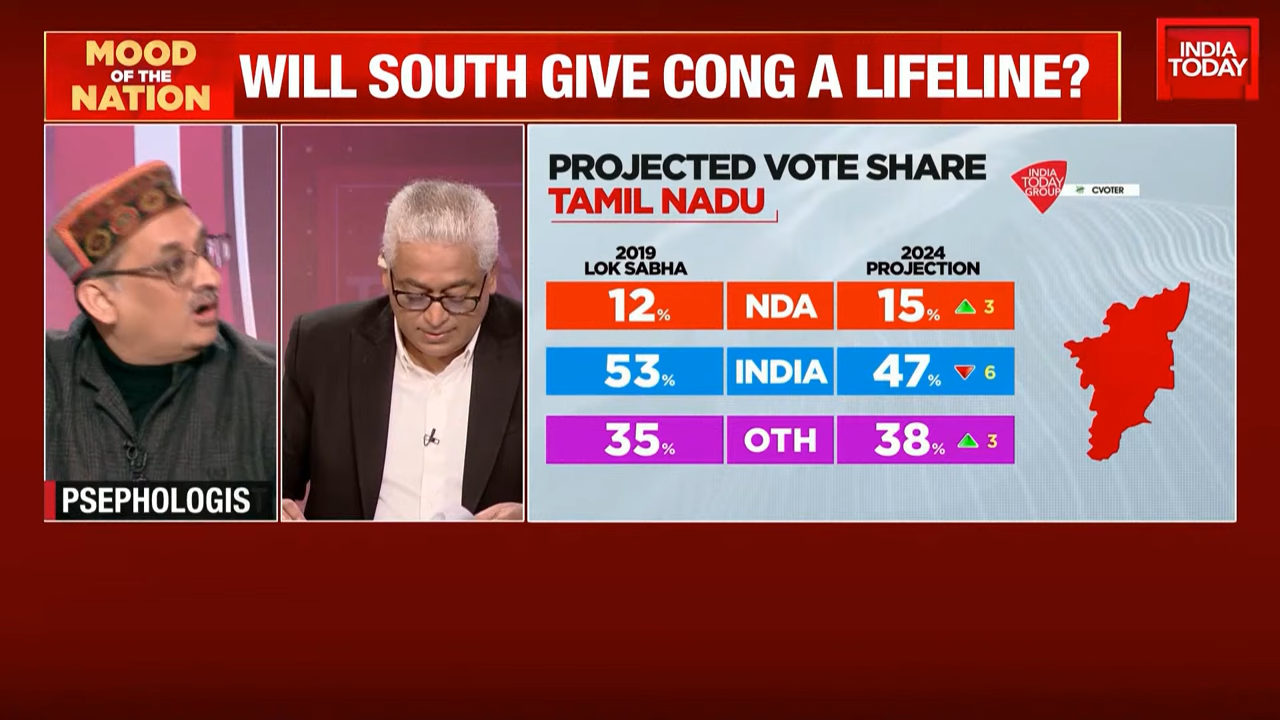 MOOD
OF THE
NATION
WILL SOUTH GIVE CONG A LIFELINE?
INDIA
TODAY
PROJECTED VOTE SHARE
TAMIL NADU
INDIA
TODAY
GROUP
CVOTER
2019
LOK SABHA
2024
PROJECTION
12% NDA 15% 3
53% INDIA 47% 6
35% OTH 38% 3
PSEPHOLOGIS